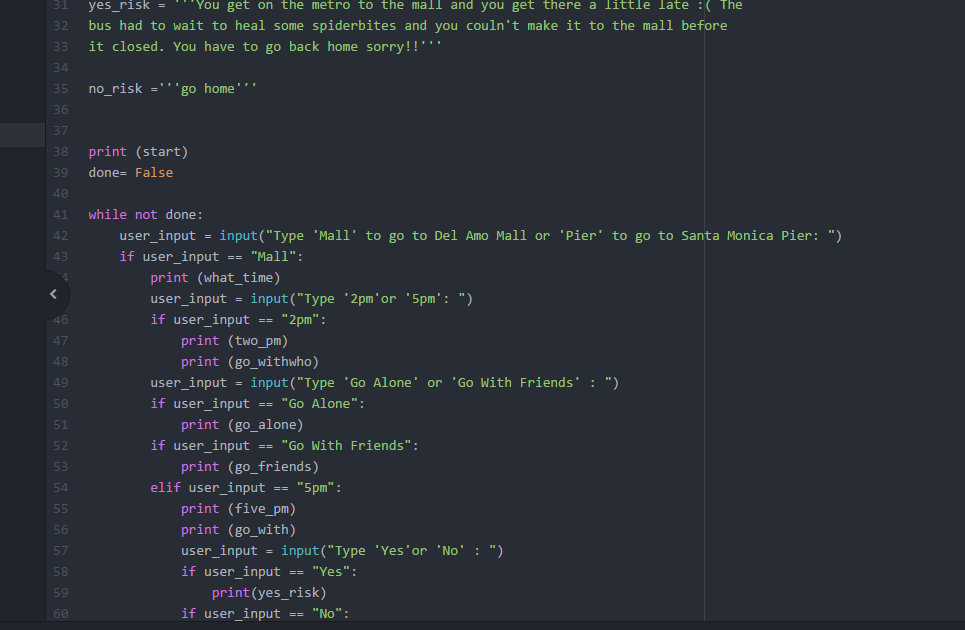 31 yes_risk = '''You get on the metro to the mall and you get there a little late :( The
32 bus had to wait to heal some spiderbites and you couln't make it to the mall before
33 it closed. You have to go back home sorry!!'''
34
35 no_risk ='''go home'''
36
37
38 print (start)
39 done= False
40
41 while not done:
42     user_input = input("Type 'Mall' to go to Del Amo Mall or 'Pier' to go to Santa Monica Pier: ")
43     if user_input == "Mall":
4         print (what_time)
        user_input = input("Type '2pm'or '5pm': ")
46         if user_input == "2pm":
47             print (two_pm)
48             print (go_withwho)
49         user_input = input("Type 'Go Alone' or 'Go With Friends' : ")
50         if user_input == "Go Alone":
51             print (go_alone)
52         if user_input == "Go With Friends":
53             print (go_friends)
54         elif user_input == "5pm":
55             print (five_pm)
56             print (go_with)
57             user_input = input("Type 'Yes'or 'No' : ")
58             if user_input == "Yes":
59                 print(yes_risk)
60             if user_input == "No":